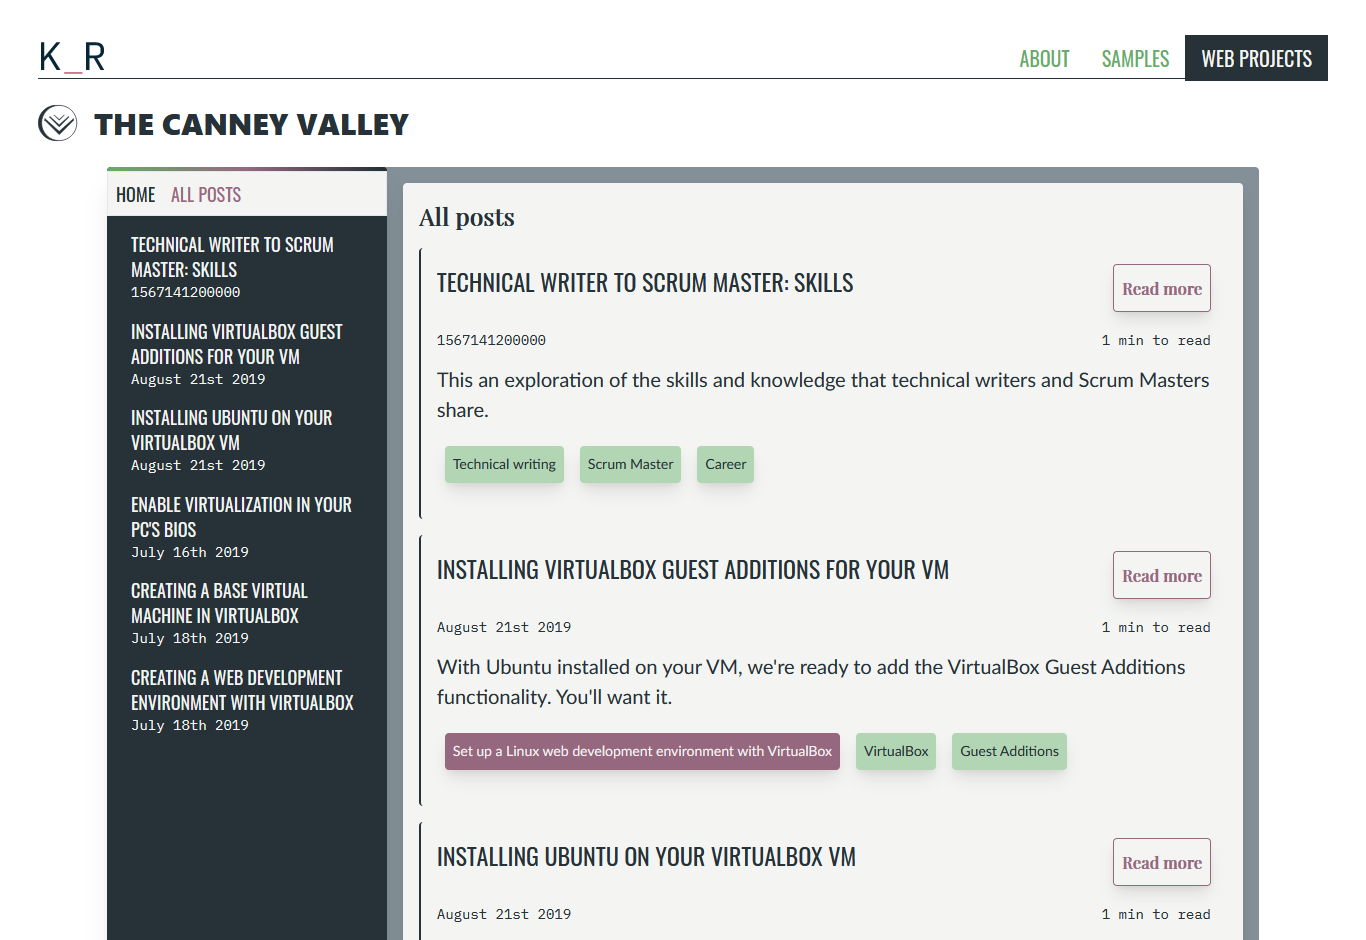 K_R
ABOUT SAMPLES WEB PROJECTS
THE CANNEY VALLEY
HOME ALL POSTS
TECHNICAL WRITER TO SCRUM
MASTER: SKILLS
1567141200000
INSTALLING VIRTUALBOX GUEST
ADDITIONS FOR YOUR VM
August 21st 2019
INSTALLING UBUNTU ON YOUR
VIRTUALBOX VM
August 21st 2019
ENABLE VIRTUALIZATION IN YOUR
PC'S BIOS
July 16th 2019
CREATING A BASE VIRTUAL
MACHINE IN VIRTUALBOX
July 18th 2019
CREATING A WEB DEVELOPMENT
ENVIRONMENT WITH VIRTUALBOX
July 18th 2019
All posts
TECHNICAL WRITER TO SCRUM MASTER: SKILLS
Read more
1567141200000
1 min to read
This an exploration of the skills and knowledge that technical writers and Scrum Masters
share.
Technical writing Scrum Master Career
INSTALLING VIRTUALBOX GUEST ADDITIONS FOR YOUR VM
Read more
August 21st 2019
1 min to read
With Ubuntu installed on your VM, we're ready to add the VirtualBox Guest Additions
functionality. You'll want it.
Set up a Linux web development environment with VirtualBox VirtualBox Guest Additions
INSTALLING UBUNTU ON YOUR VIRTUALBOX VM
Read more
August 21st 2019
1 min to read